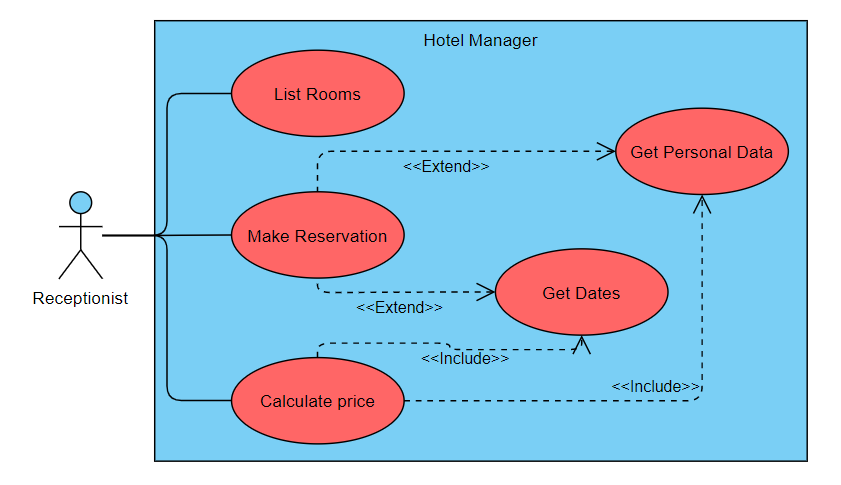 Hotel Manager
List Rooms
Get Personal Data
<<Extend>>
Make Reservation
Get Dates
Receptionist
<<Extend>>
<<Include>>
<<Include>>
Calculate price